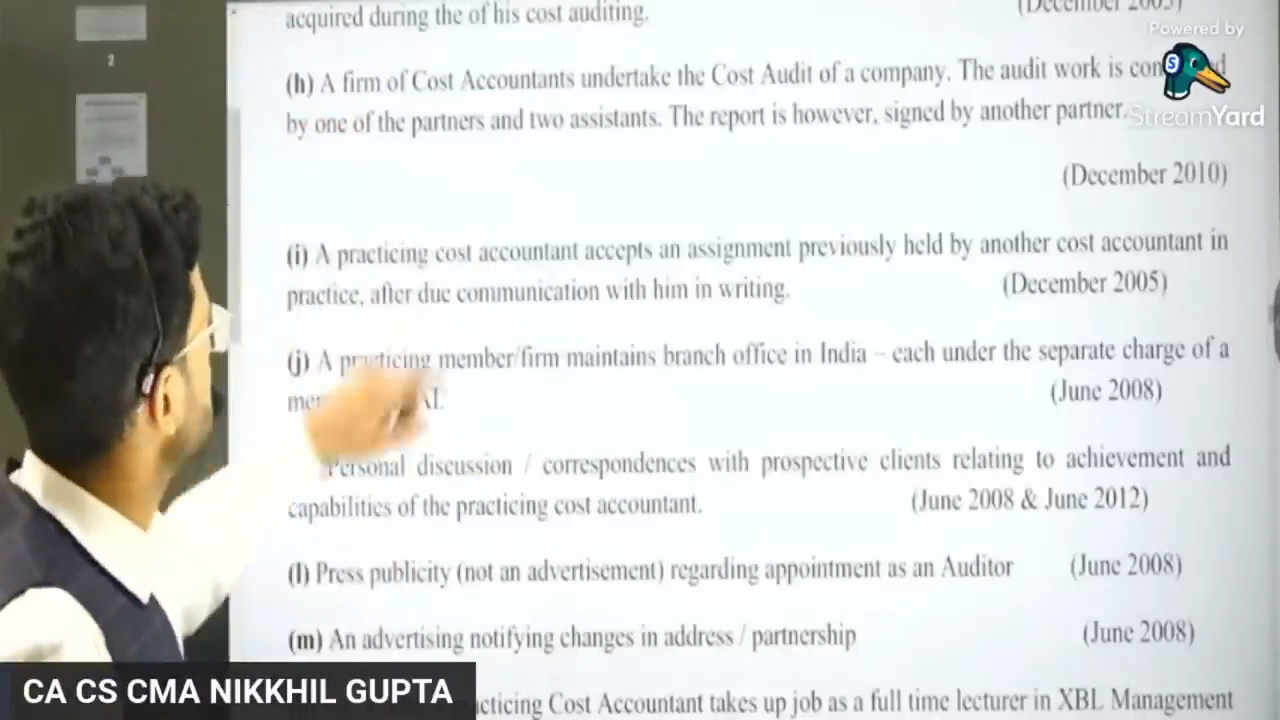 acquired during the of his cost auditing.
(December 2005)
Powered by
StreamYard
2
(h) A firm of Cost Accountants undertake the Cost Audit of a company. The audit work is
by one of the partners and two assistants. The report is however, signed by another partner.
(December 2010)
(i) A practicing cost accountant accepts an assignment previously held by another cost accountant in
practice, after due communication with him in writing. (December 2005)
(j) A practicing member/firm maintains branch office in India – each under the separate charge of a
(June 2008)
Personal discussion / correspondences with prospective clients relating to achievement and
capabilities of the practicing cost accountant. (June 2008 & June 2012)
(l) Press publicity (not an advertisement) regarding appointment as an Auditor (June 2008)
(m) An advertising notifying changes in address / partnership (June 2008)
Cost Accountant takes up job as a full time lecturer in XBL Management
CA CS CMA NIKKHIL GUPTA